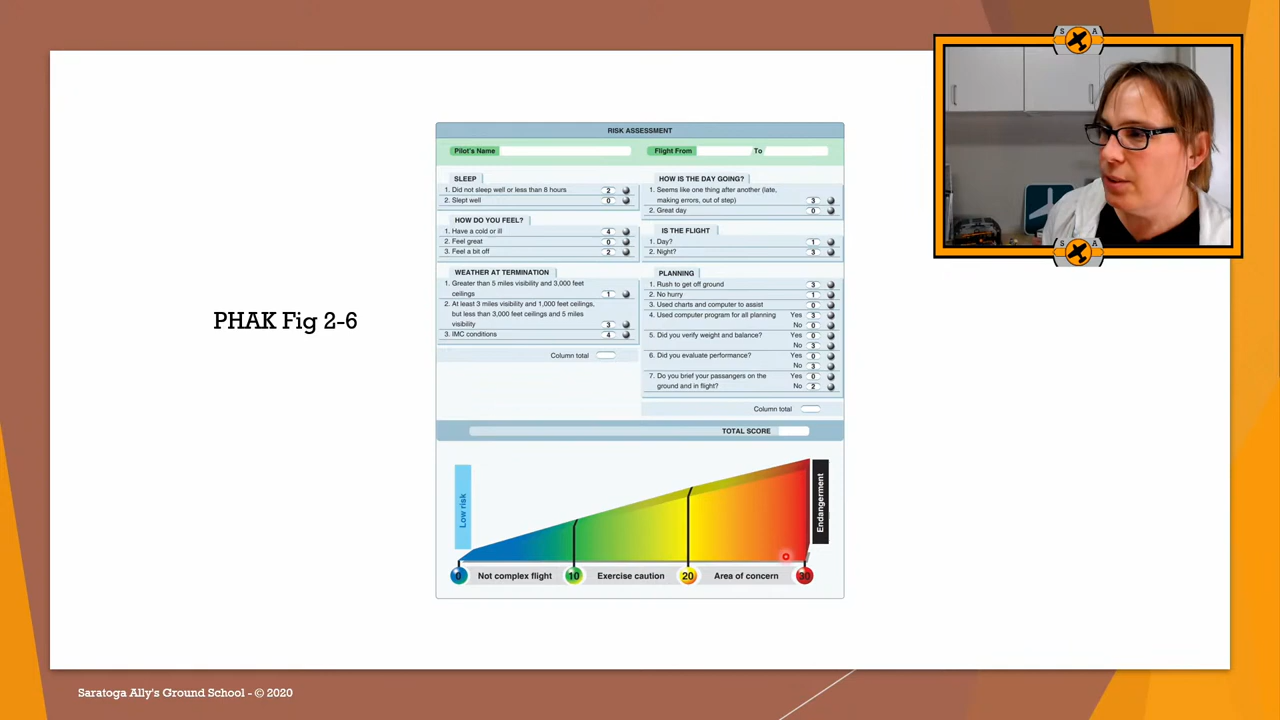 S A
RISK ASSESSMENT
Pilot's Name
Flight From To
SLEEP
1. Did not sleep well or less than 8 hours 2
2. Slept well 0
HOW DO YOU FEEL?
1. Have a cold or ill 4
2. Feel great 0
3. Feel a bit off 2
WEATHER AT TERMINATION
1. Greater than 5 miles visibility and 3,000 feet
ceilings 1
2. At least 3 miles visibility and 1,000 feet ceilings,
but less than 3,000 feet ceilings and 5 miles
visibility 3
3. IMC conditions 4
Column total
HOW IS THE DAY GOING?
1. Seems like one thing after another (late,
making errors, out of step) 3
2. Great day 0
IS THE FLIGHT
1. Day? 1
2. Night? 3
PLANNING
1. Rush to get off ground 3
2. No hurry 1
3. Used charts and computer to assist 0
4. Used computer program for all planning Yes 3
No 0
5. Did you verify weight and balance? Yes 0
No 3
6. Did you evaluate performance? Yes 0
No 3
7. Do you brief your passangers on the Yes 0
ground and in flight? No 2
Column total
TOTAL SCORE
PHAK Fig 2-6
Low risk
Endangerment
0 Not complex flight 10 Exercise caution 20 Area of concern 30
Saratoga Ally's Ground School - © 2020
S A